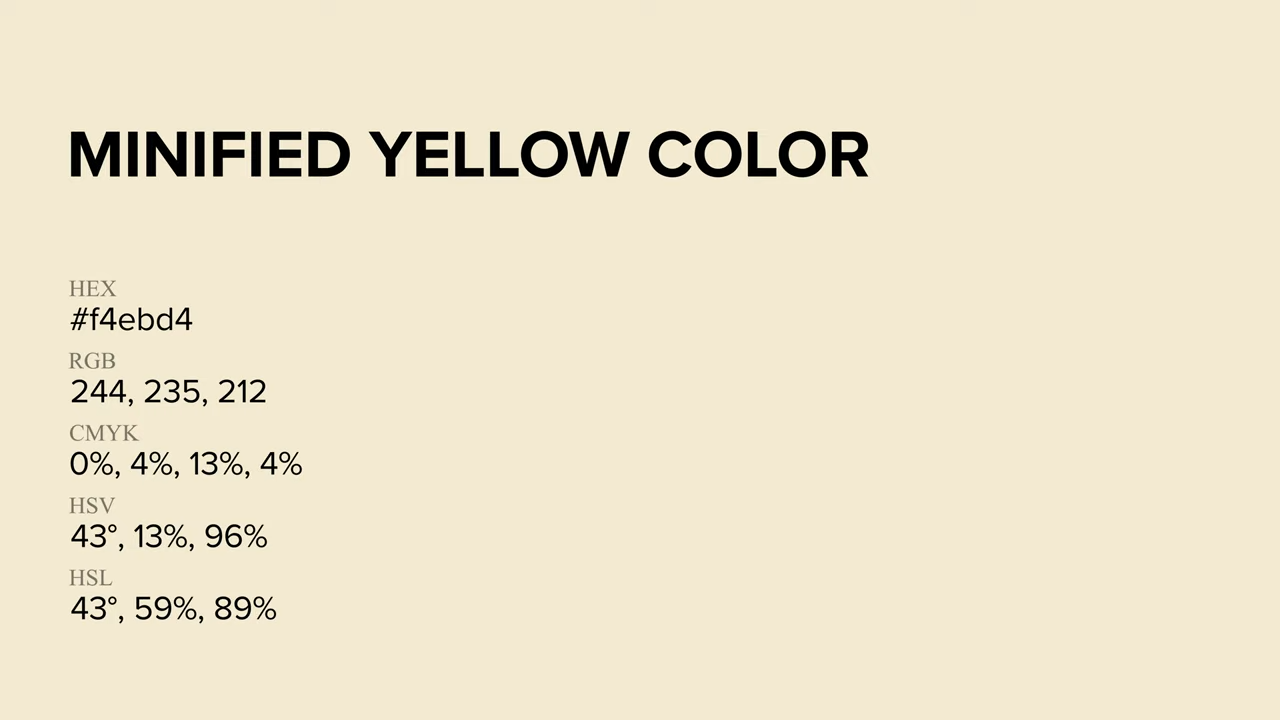 MINIFIED YELLOW COLOR
HEX
#f4ebd4
RGB
244, 235, 212
CMYK
0%, 4%, 13%, 4%
HSV
43°, 13%, 96%
HSL
43°, 59%, 89%